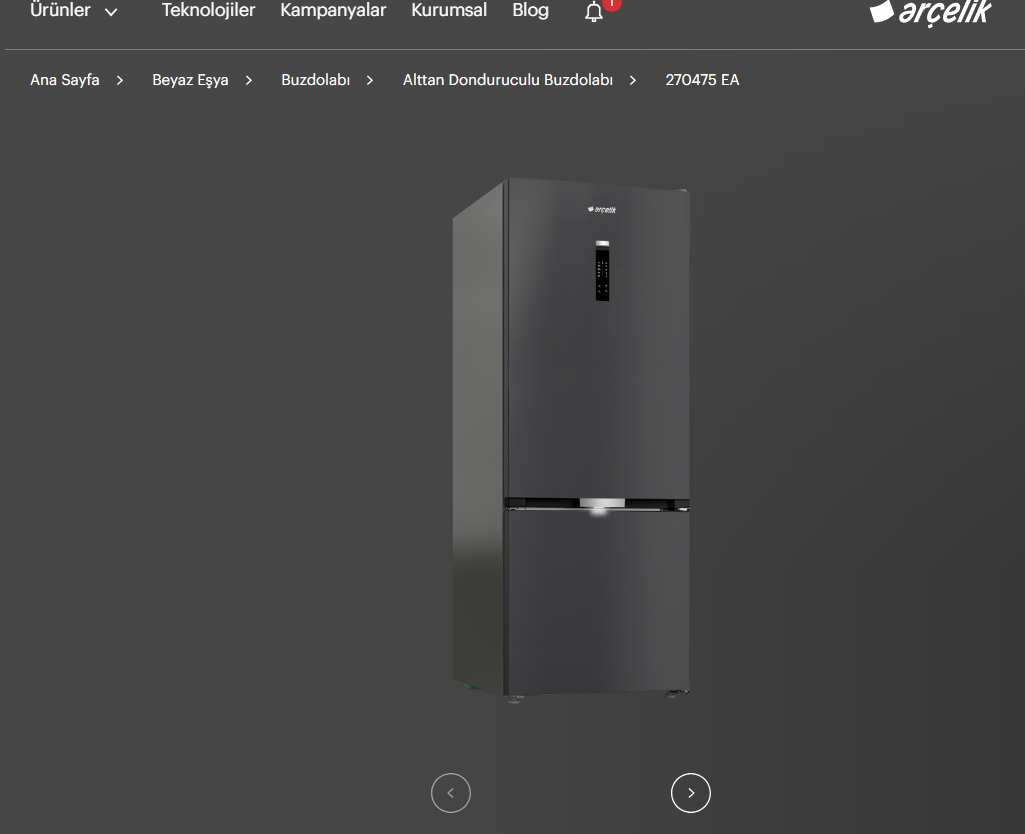 Ürünler Teknolojiler Kampanyalar Kurumsal Blog 1 arçelik
Ana Sayfa > Beyaz Eşya > Buzdolabı > Alttan Donduruculu Buzdolabı > 270475 EA
arçelik